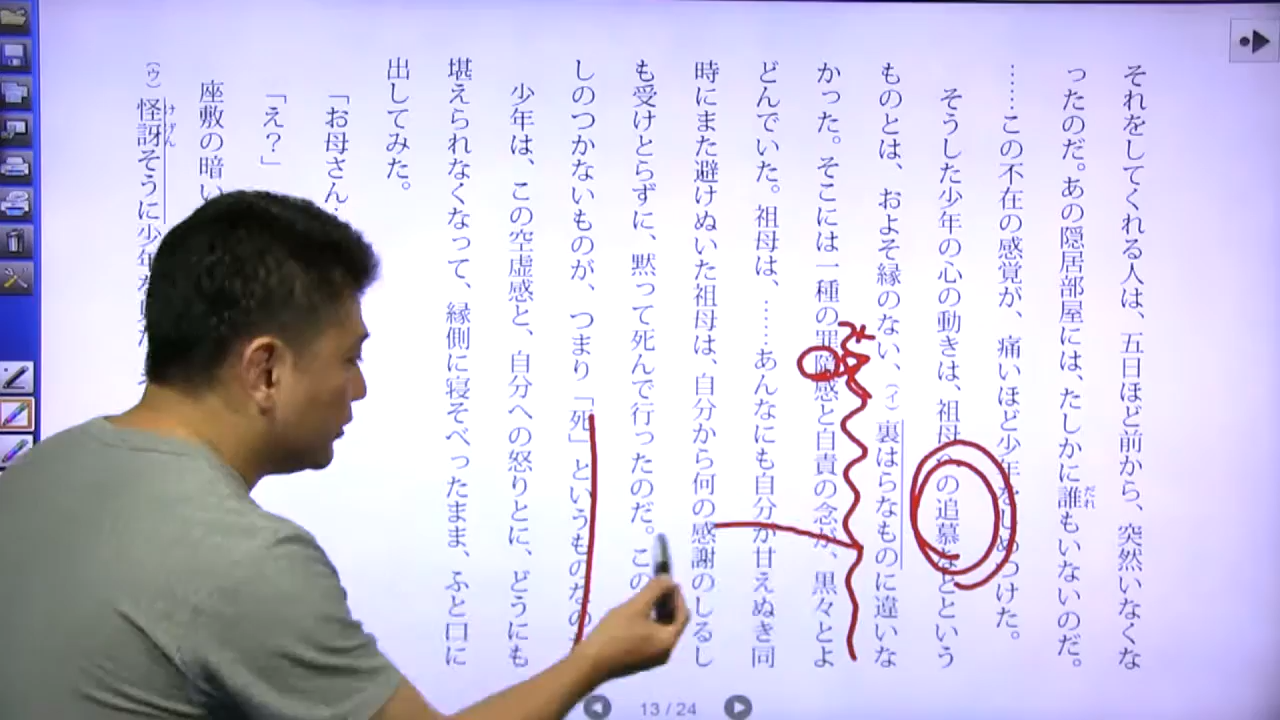 それをしてくれる人は、五日ほど前から、突然いなくな
ったのだ。あの隠居部屋には、たしかに誰もいないのだ。
だれ
……この不在の感覚が、痛いほど少年をしめつけた。
そうした少年の心の動きは、祖母への追慕などという
ものとは、およそ縁のない、(イ)裏はらなものに違いな
かった。そこには一種の罪障感と自責の念が、黒々とよ
どんでいた。祖母は、……あんなにも自分が甘えぬき同
時にまた避けぬいた祖母は、自分から何の感謝のしるし
も受けとらずに、黙って死んで行ったのだ。この
しのつかないものが、つまり「死」というものなの
少年は、この空虚感と、自分への怒りとに、どうにも
堪えられなくなって、縁側に寝そべったまま、ふと口に
出してみた。
「お母さん…
「え?」
座敷の暗い
(ウ)怪訝そうに少年
けげん
13 / 24